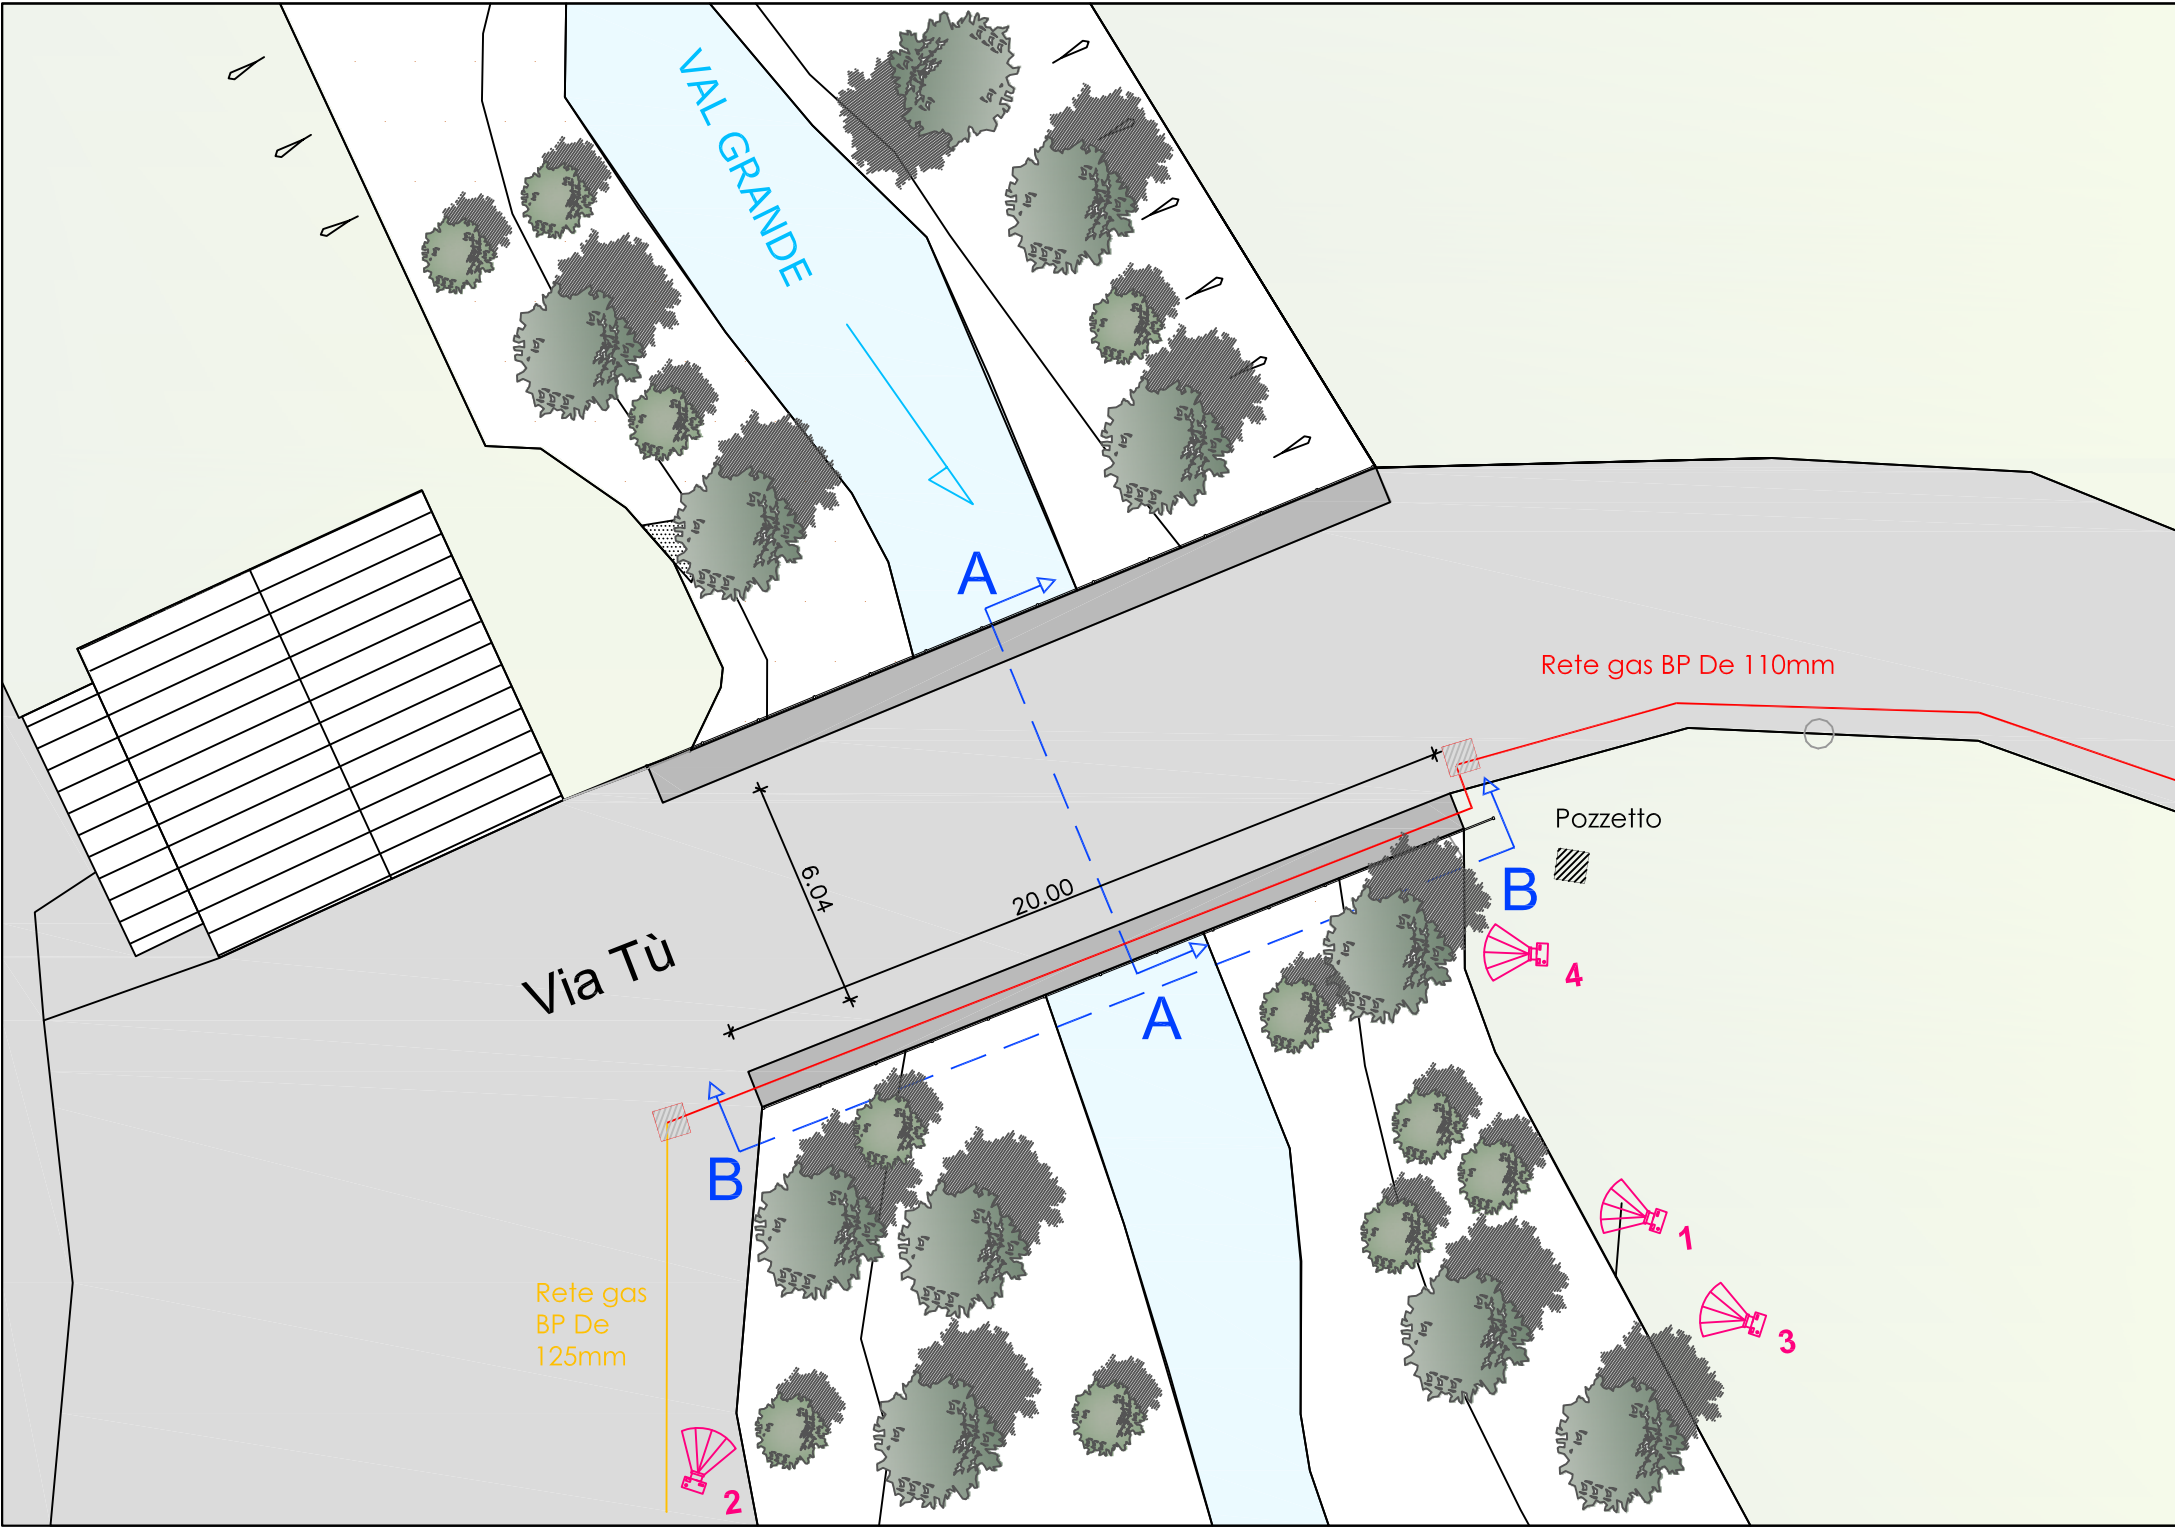 VAL GRANDE
A
Rete gas BP De 110mm
Pozzetto
6.04
20.00
B
Via Tù
4
A
B
1
Rete gas
BP De
125mm
3
2